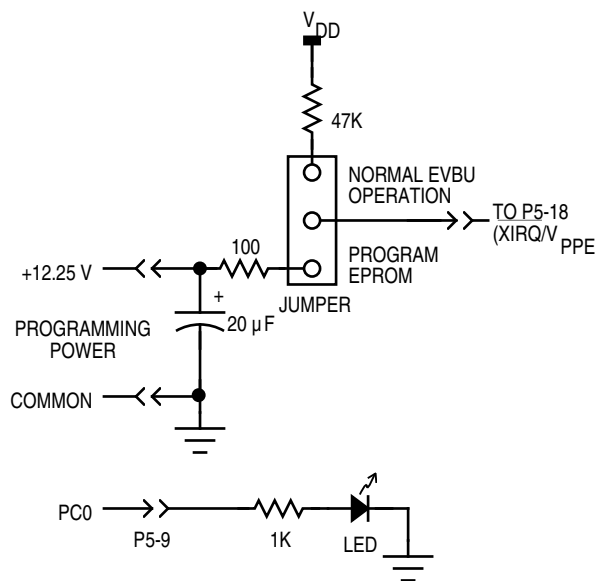 VDD
47K
NORMAL EVBU
OPERATION
TO P5-18
(XIRQ/VPPE
100
PROGRAM
EPROM
+12.25 V
JUMPER
+
20 µF
PROGRAMMING
POWER
COMMON
PC0
P5-9
1K
LED